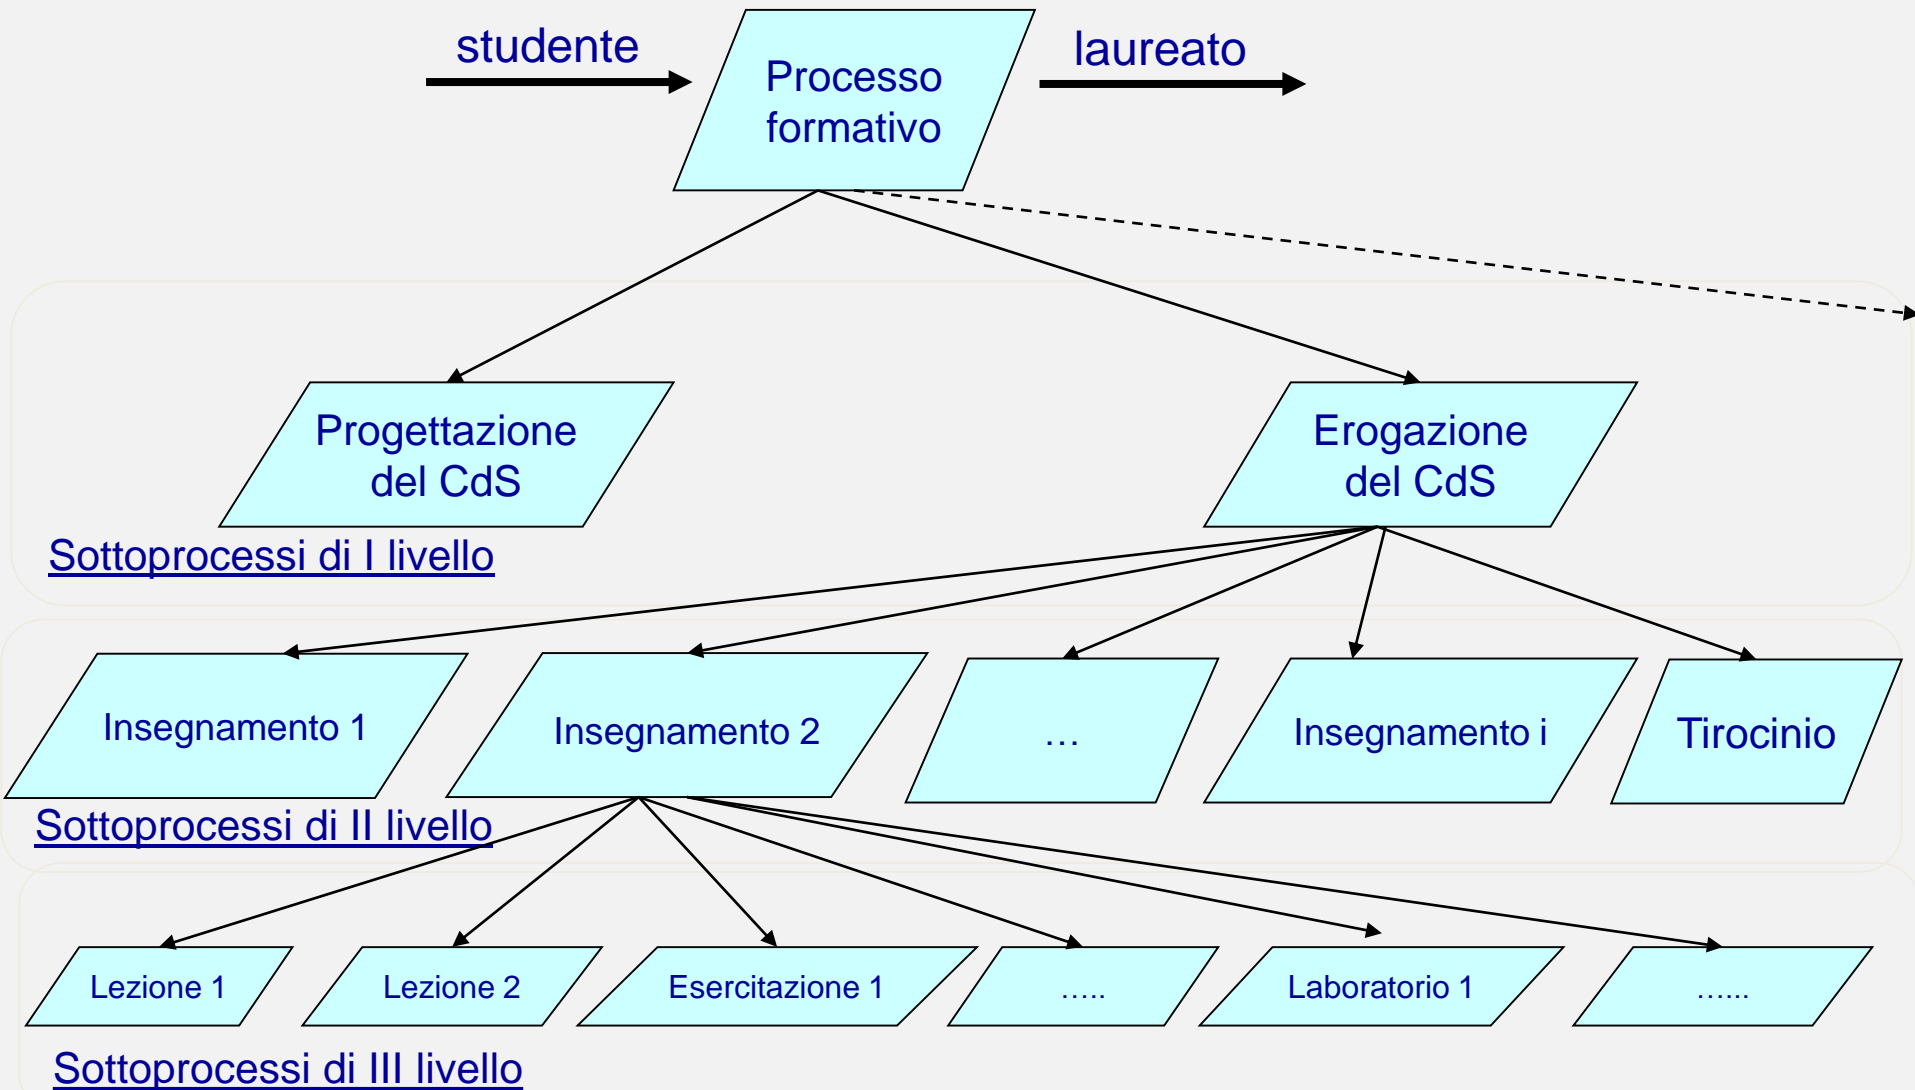 studente
laureato
Processo
formativo
Progettazione
del CdS
Erogazione
del CdS
Sottoprocessi di I livello
Insegnamento 1
Insegnamento 2
…
Insegnamento i
Tirocinio
Sottoprocessi di II livello
Lezione 1
Lezione 2
Esercitazione 1
…..
Laboratorio 1
…...
Sottoprocessi di III livello